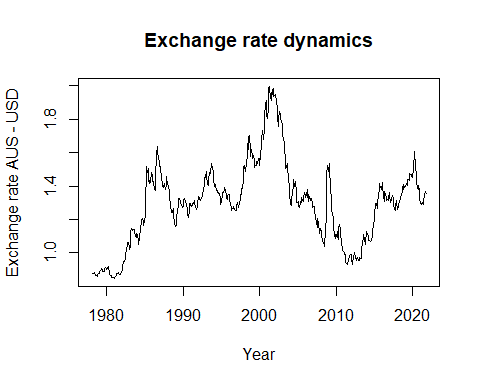 Exchange rate dynamics
Exchange rate AUS - USD
1.8
1.4
1.0
1980 1990 2000 2010 2020
Year